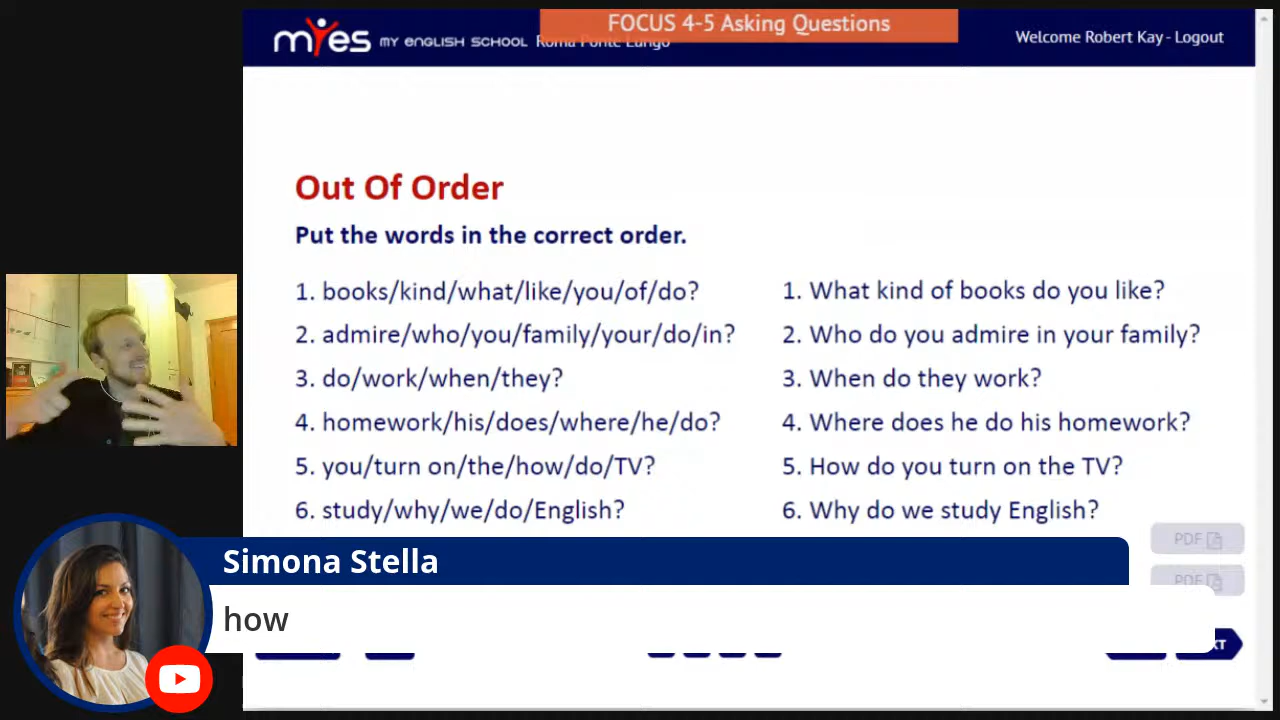 FOCUS 4-5 Asking Questions
myes MY ENGLISH SCHOOL Roma Ponte Lungo
Welcome Robert Kay - Logout
Out Of Order
Put the words in the correct order.
1. books/kind/what/like/you/of/do?
2. admire/who/you/family/your/do/in?
3. do/work/when/they?
4. homework/his/does/where/he/do?
5. you/turn on/the/how/do/TV?
6. study/why/we/do/English?
1. What kind of books do you like?
2. Who do you admire in your family?
3. When do they work?
4. Where does he do his homework?
5. How do you turn on the TV?
6. Why do we study English?
PDF
PDF
Simona Stella
how